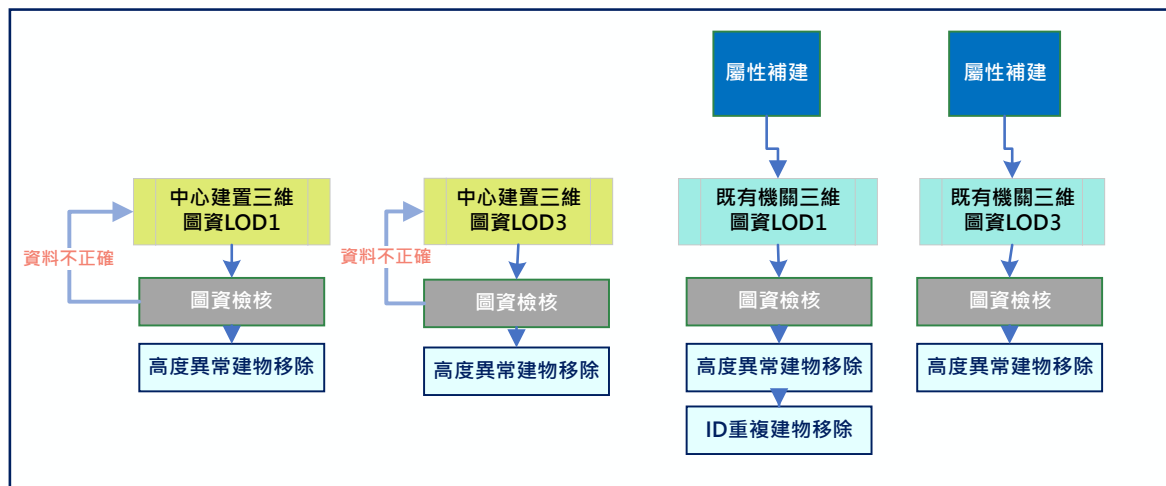 屬性補建
屬性補建
中心建置三維
圖資LOD1
中心建置三維
圖資LOD3
既有機關三維
圖資LOD1
既有機關三維
圖資LOD3
資料不正確
資料不正確
圖資檢核
圖資檢核
圖資檢核
圖資檢核
高度異常建物移除
高度異常建物移除
高度異常建物移除
高度異常建物移除
ID重複建物移除